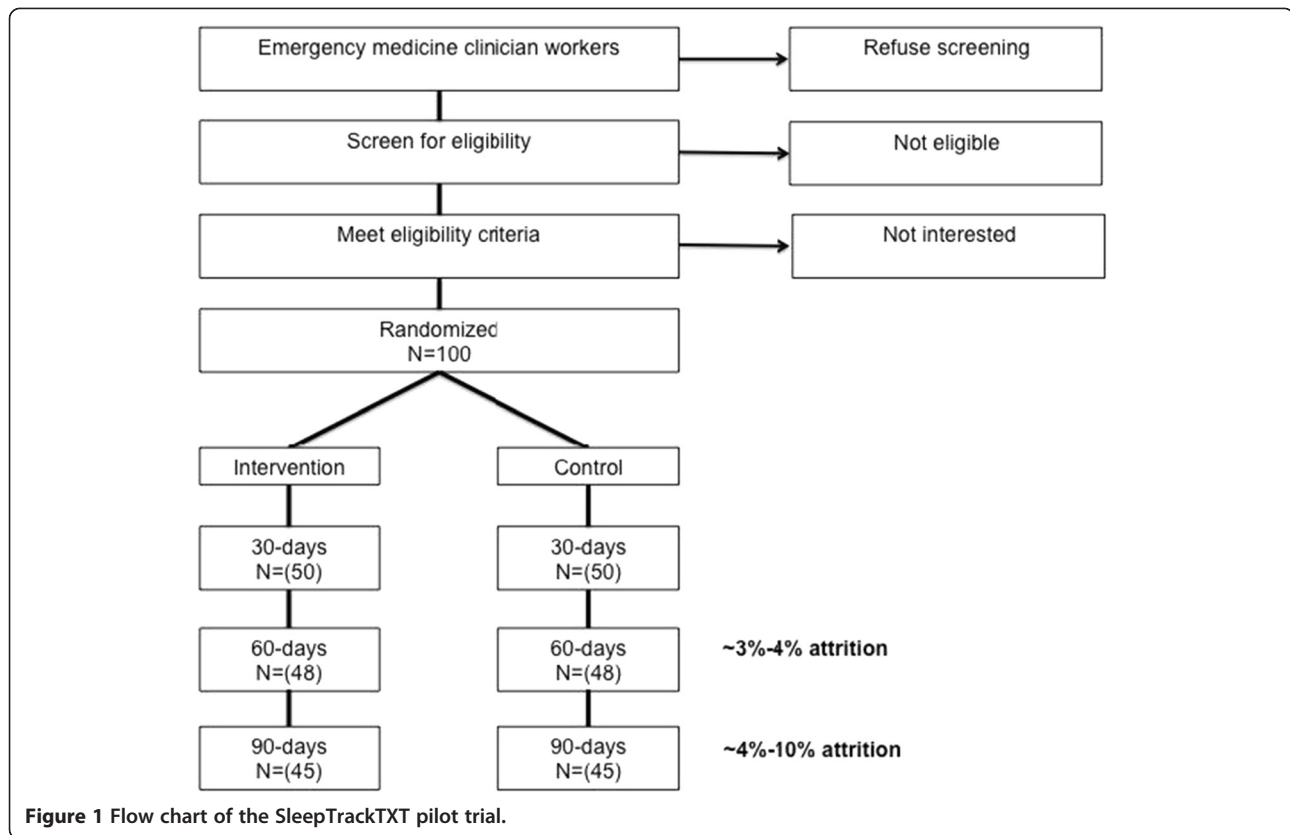 Emergency medicine clinician workers
Refuse screening
Screen for eligibility
Not eligible
Meet eligibility criteria
Not interested
Randomized
N=100
Intervention
Control
30-days
N=(50)
30-days
N=(50)
60-days
N=(48)
60-days
N=(48)
~3%-4% attrition
90-days
N=(45)
90-days
N=(45)
~4%-10% attrition
Figure 1 Flow chart of the SleepTrackTXT pilot trial.